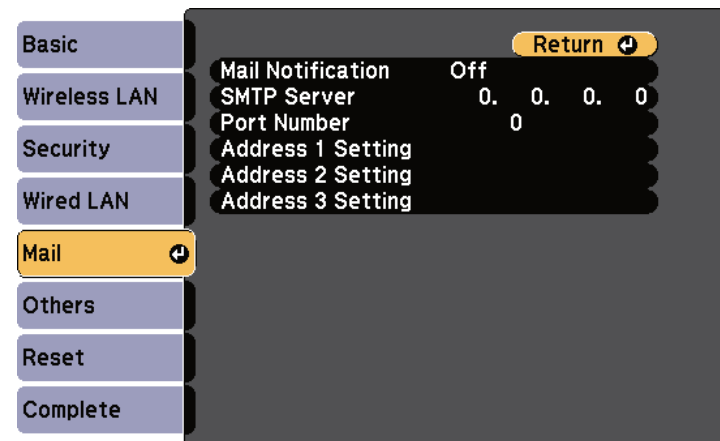 Basic
Wireless LAN
Security
Wired LAN
Mail
Others
Reset
Complete
Return
Mail Notification Off
SMTP Server 0. 0. 0. 0
Port Number 0
Address 1 Setting
Address 2 Setting
Address 3 Setting